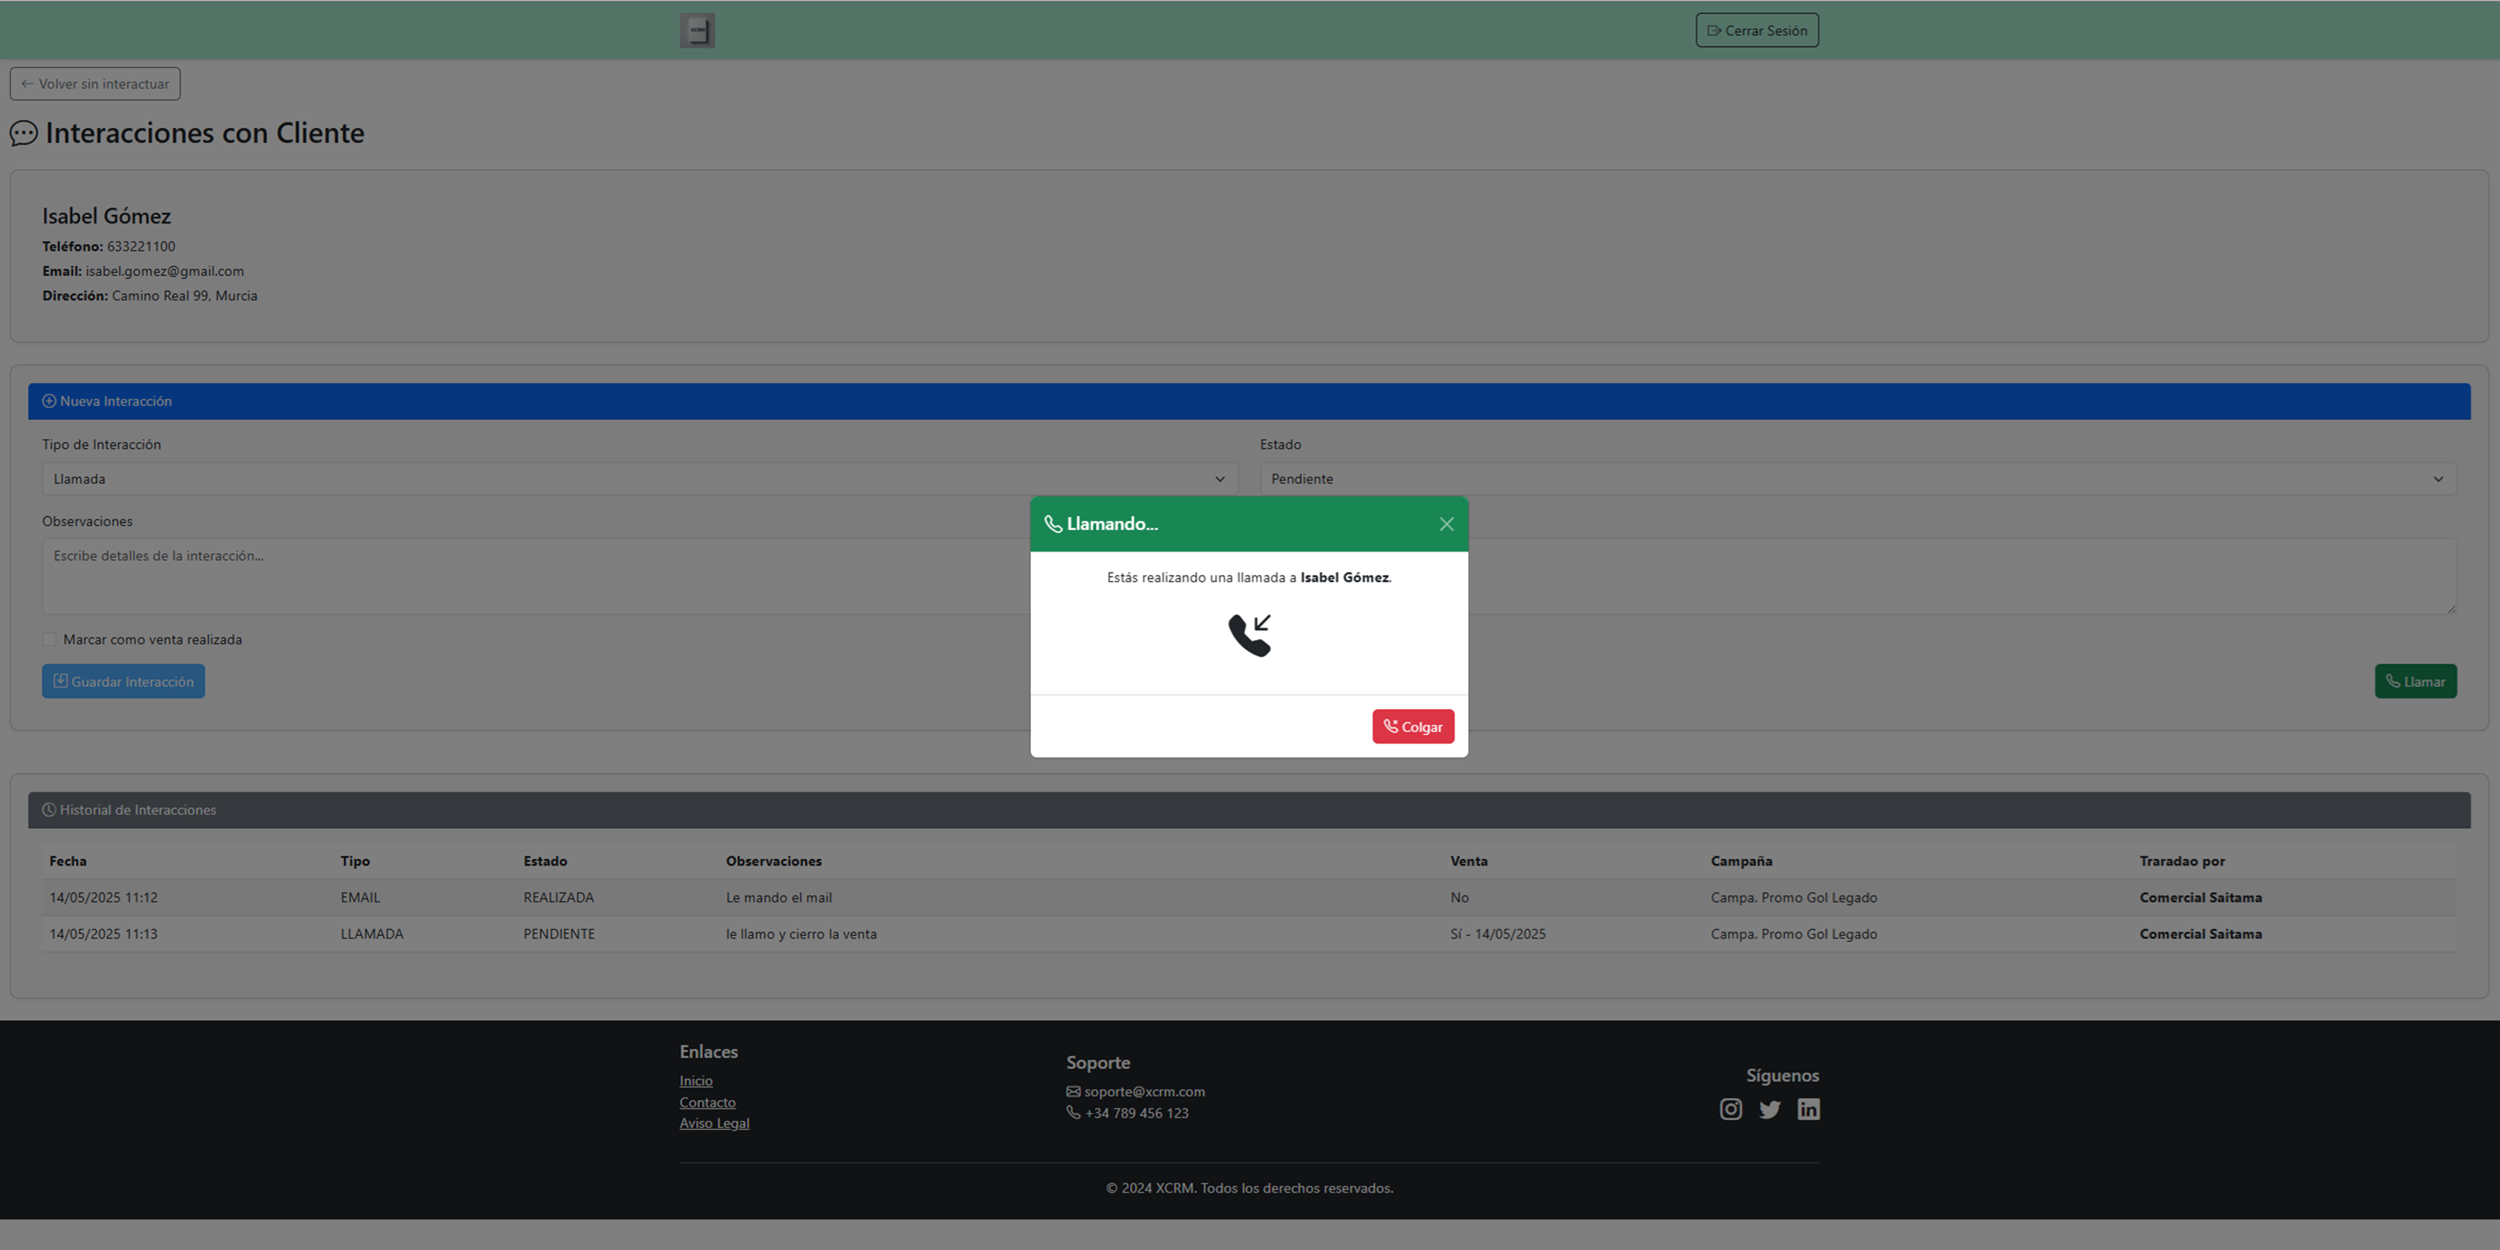 XCRM
Cerrar Sesión
Volver sin interactuar
Interacciones con Cliente
Isabel Gómez
Teléfono: 633221100
Email: isabel.gomez@gmail.com
Dirección: Camino Real 99, Murcia
Nueva Interacción
Tipo de Interacción
Estado
Llamada
Pendiente
Observaciones
Escribe detalles de la interacción...
Marcar como venta realizada
Guardar Interacción
Llamar
Llamando...
Estás realizando una llamada a Isabel Gómez.
Colgar
Historial de Interacciones
Fecha Tipo Estado Observaciones Venta Campaña Traradao por
14/05/2025 11:12 EMAIL REALIZADA Le mando el mail No Campa. Promo Gol Legado Comercial Saitama
14/05/2025 11:13 LLAMADA PENDIENTE le llamo y cierro la venta Sí - 14/05/2025 Campa. Promo Gol Legado Comercial Saitama
Enlaces
Inicio
Contacto
Aviso Legal
Soporte
soporte@xcrm.com
+34 789 456 123
Síguenos
© 2024 XCRM. Todos los derechos reservados.